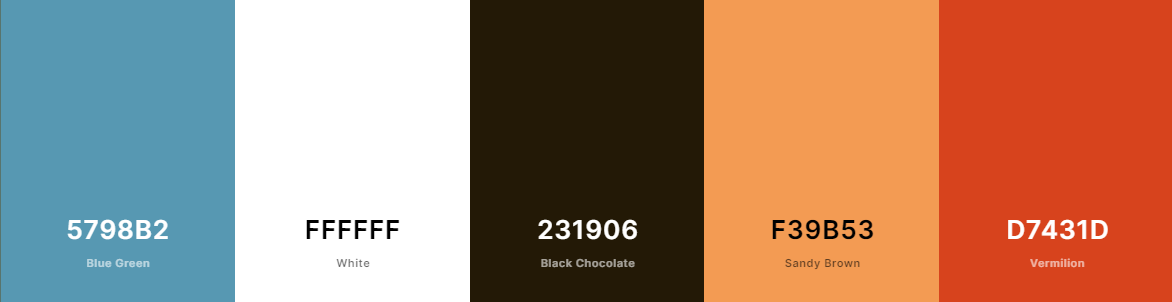 5798B2
Blue Green
FFFFFF
White
231906
Black Chocolate
F39B53
Sandy Brown
D7431D
Vermilion